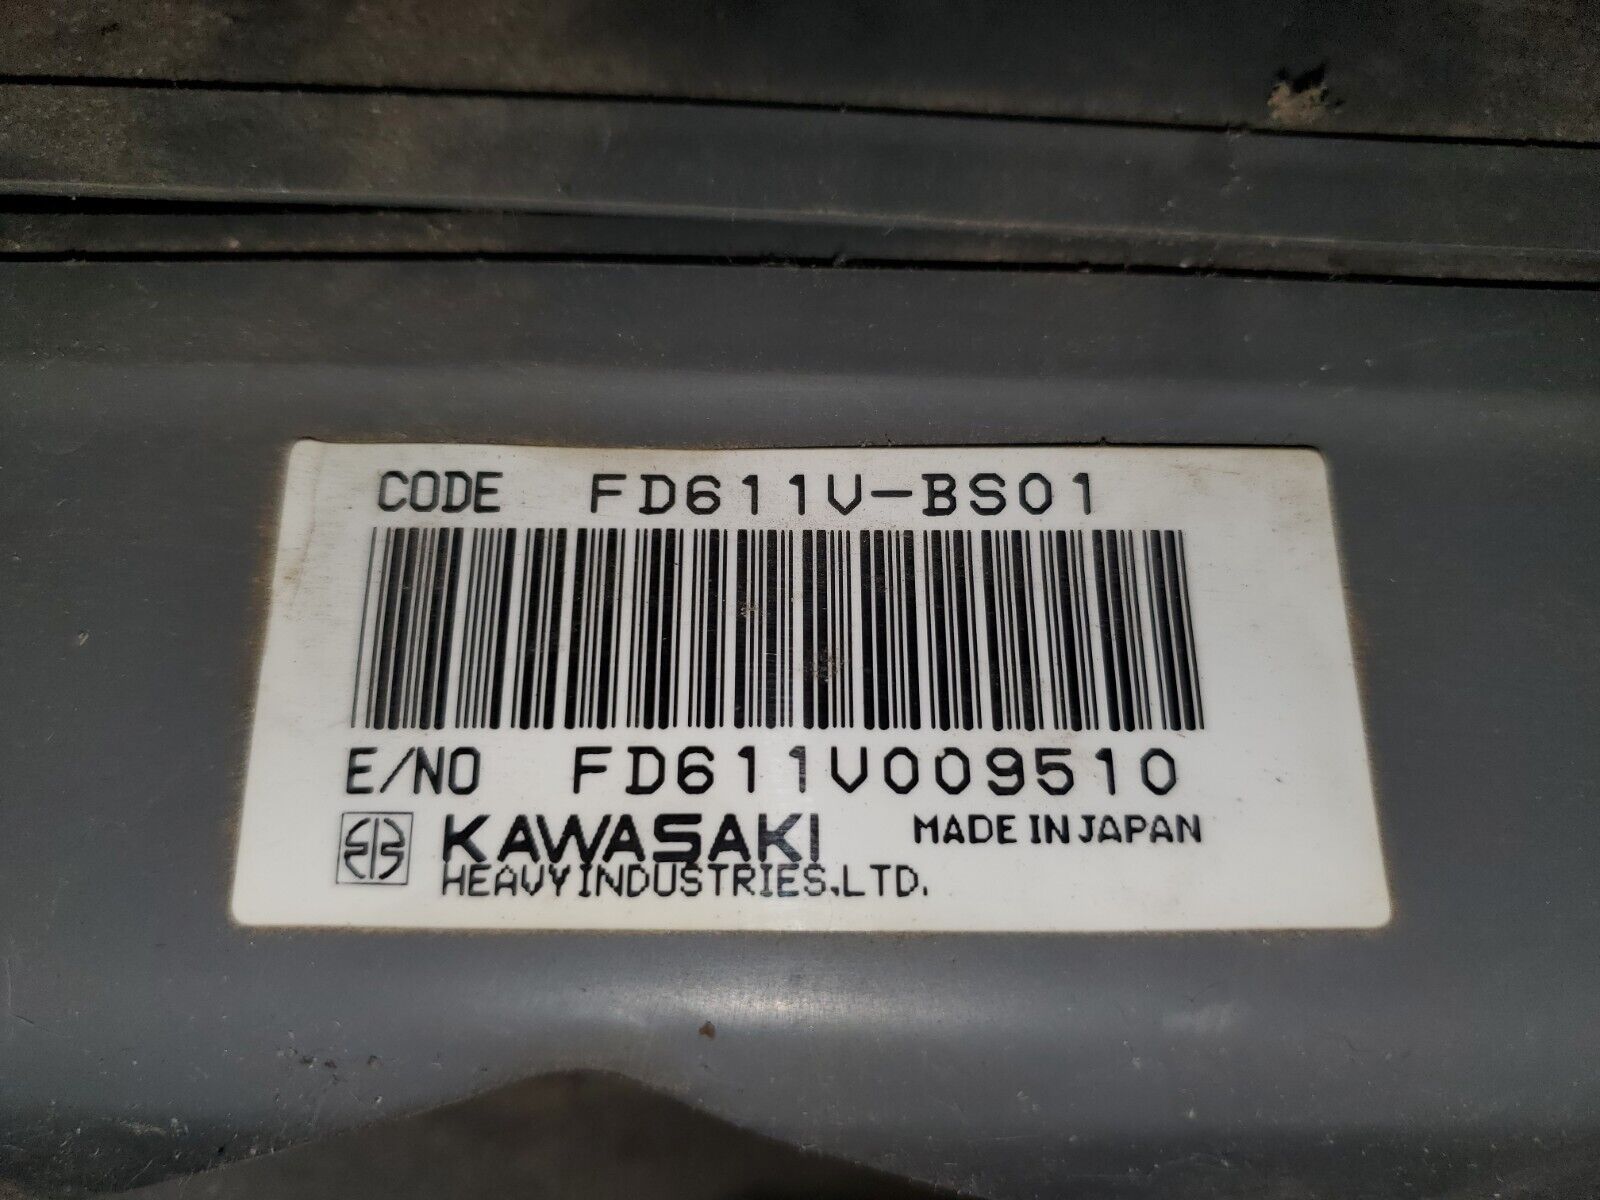 CODE FD611V-BS01
E/NO FD611V009510
KAWASAKI MADE IN JAPAN
HEAVY INDUSTRIES,LTD.